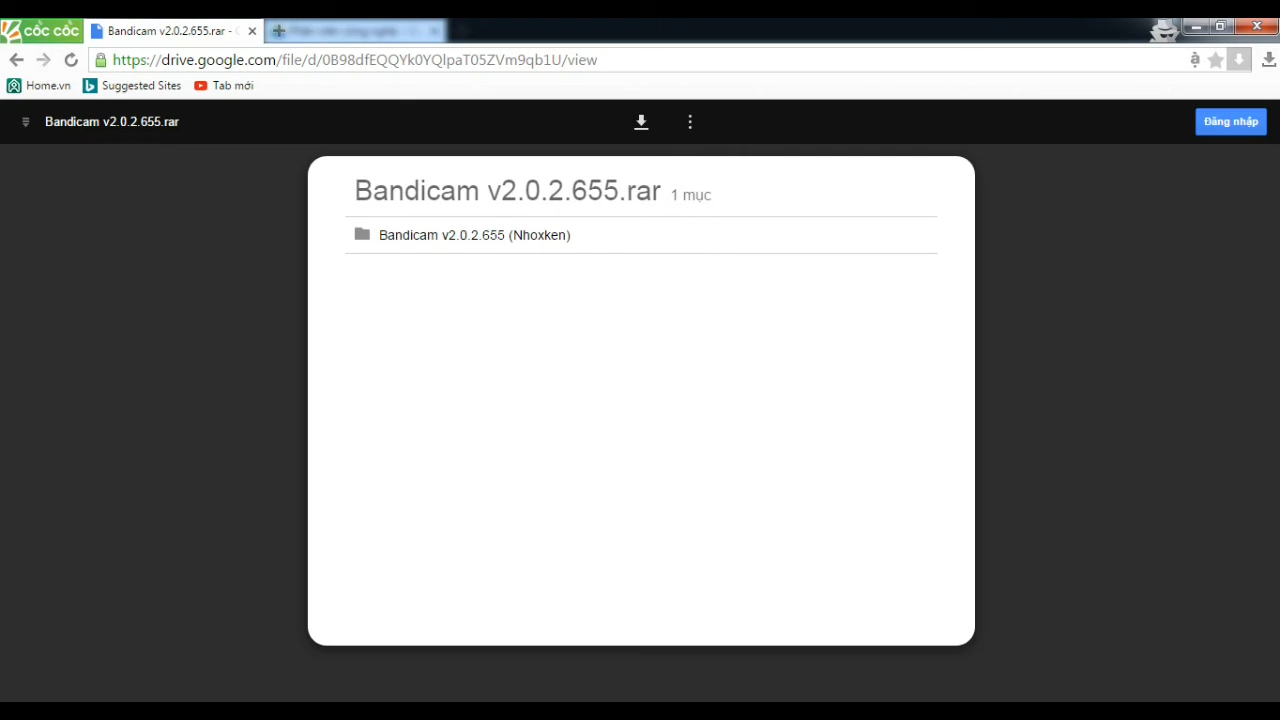 cốc cốc
Bandicam v2.0.2.655.rar -
https://drive.google.com/file/d/0B98dfEQQYk0YQlpaT05ZVm9qb1U/view
Home.vn Suggested Sites Tab mới
Bandicam v2.0.2.655.rar
Đăng nhập
Bandicam v2.0.2.655.rar 1 mục
Bandicam v2.0.2.655 (Nhoxken)